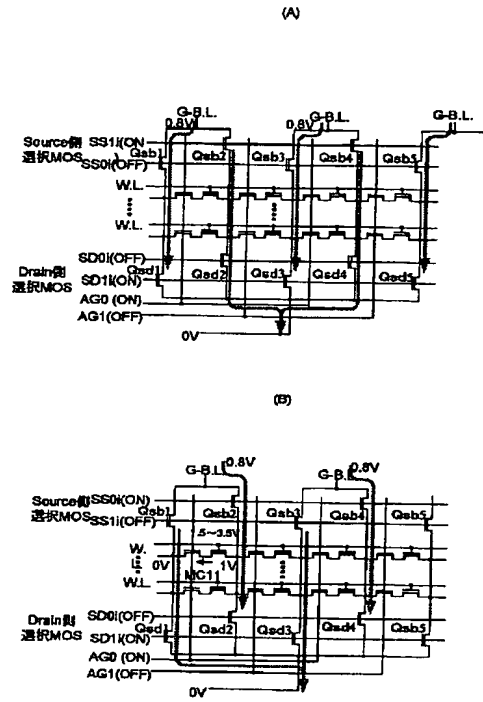 (A)
G-B.L. G-B.L. G-B.L.
0.8V 0.8V
Source側 SS1i(ON
選択MOS
Qsb1 Qsb2 Qsb3 Qsb4 Qsb5
SS0i(OFF)
W.L.
W.L.
SD0i(OFF)
Drain側
選択MOS
Qsd1 Qsd2 Qsd3 Qsd4 Qsd5
SD1i(ON)
AG0 (ON)
AG1(OFF)
0V
(B)
0.8V 0.8V
G-B.L. G-B.L.
Source側 SS0i(ON)
選択MOS SS1i(OFF)
Qsb1 Qsb2 Qsb3 Qsb4 Qsb5
.5～3.5V
W.
L
0V 1V
MC11
W.L.
SD0i(OFF)
Drain側
選択MOS SD1i(ON)
Qsd1 Qsd2 Qsd3 Qsd4 Qsb5
AG0 (ON)
AG1(OFF)
0V